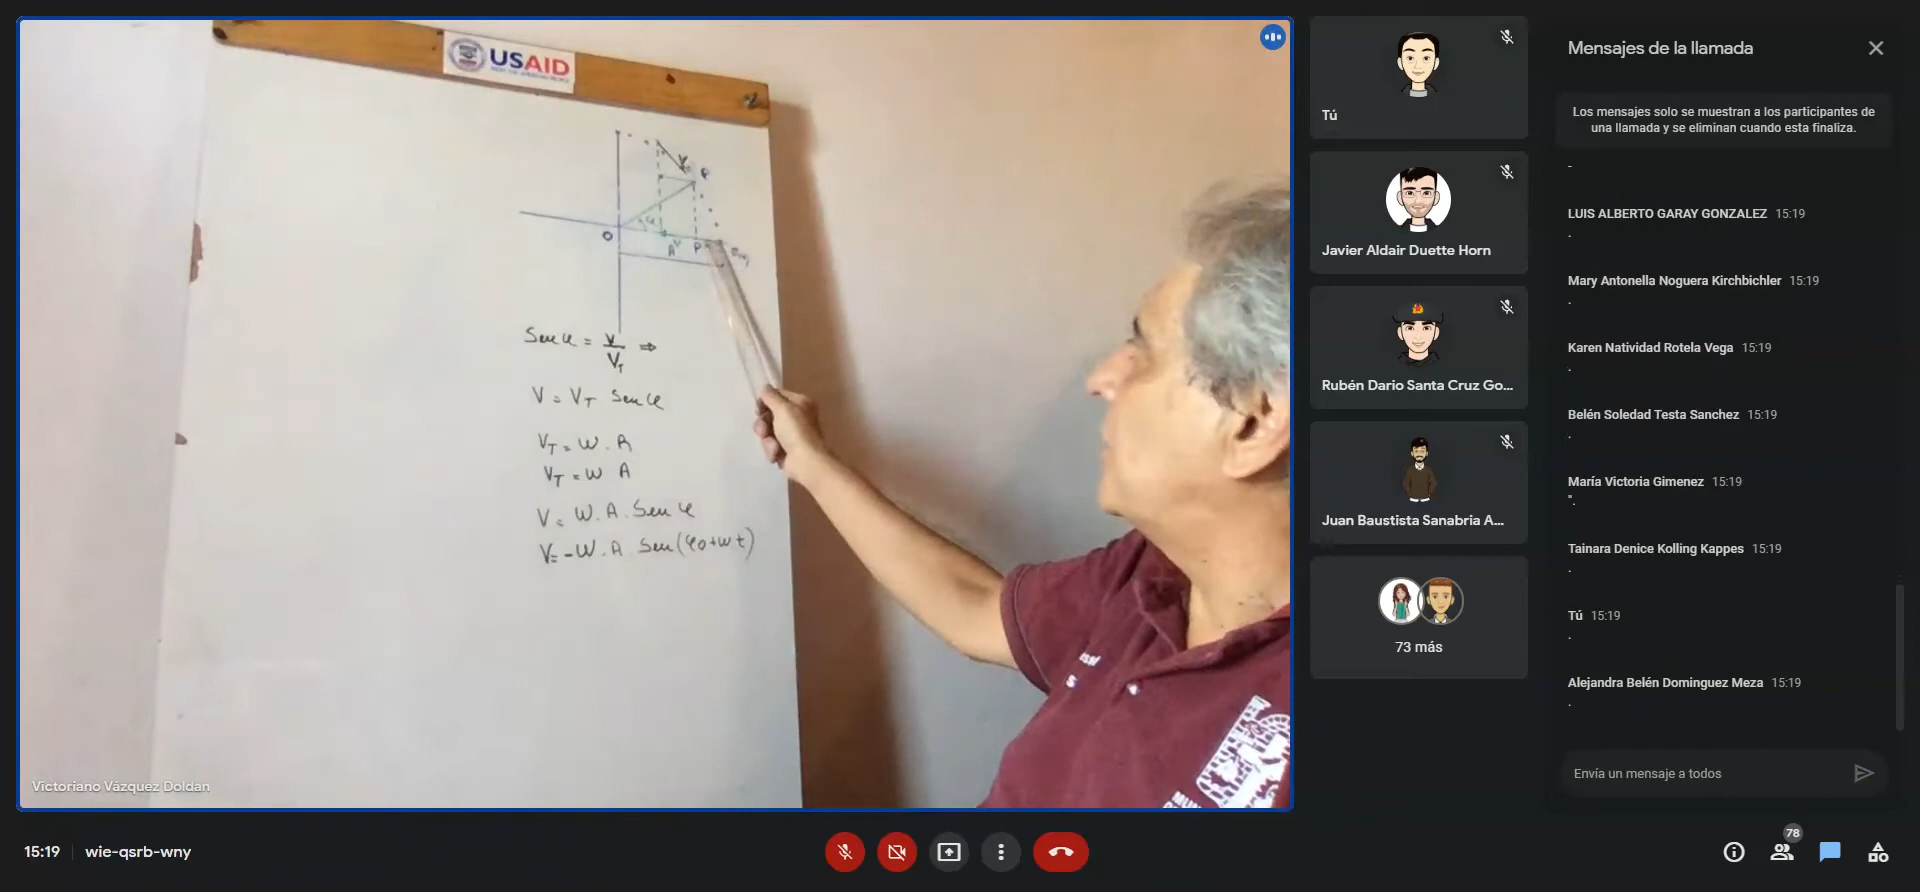 USAID
V
P
φ
O
A
V
P
Sen φ = V / V_T ⇒
V = V_T Sen φ
V_T = W . R
V_T = W A
V = W . A . Sen φ
V = -W . A . Sen (φo + w t)
Victoriano Vázquez Doldan
Tú
Javier Aldair Duette Horn
Rubén Dario Santa Cruz Go...
Juan Baustista Sanabria A...
73 más
Mensajes de la llamada
Los mensajes solo se muestran a los participantes de
una llamada y se eliminan cuando esta finaliza.
-
LUIS ALBERTO GARAY GONZALEZ 15:19
.
Mary Antonella Noguera Kirchbichler 15:19
.
Karen Natividad Rotela Vega 15:19
.
Belén Soledad Testa Sanchez 15:19
.
María Victoria Gimenez 15:19
".
Tainara Denice Kolling Kappes 15:19
.
Tú 15:19
.
Alejandra Belén Dominguez Meza 15:19
.
Envía un mensaje a todos
15:19 wie-qsrb-wny
78